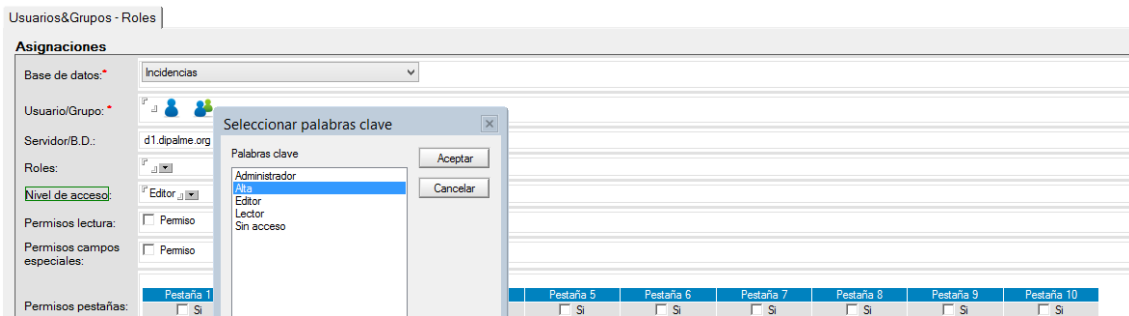 Usuarios&Grupos - Roles
Asignaciones
Base de datos:* Incidencias
Usuario/Grupo: *
Seleccionar palabras clave
Servidor/B.D.: d1.dipalme.org
Palabras clave
Aceptar
Roles:
Administrador
Alta
Cancelar
Nivel de acceso: Editor
Editor
Lector
Sin acceso
Permisos lectura: Permiso
Permisos campos
especiales:
Permiso
Pestaña 1 Pestaña 5 Pestaña 6 Pestaña 7 Pestaña 8 Pestaña 9 Pestaña 10
Permisos pestañas: Si Si Si Si Si Si Si